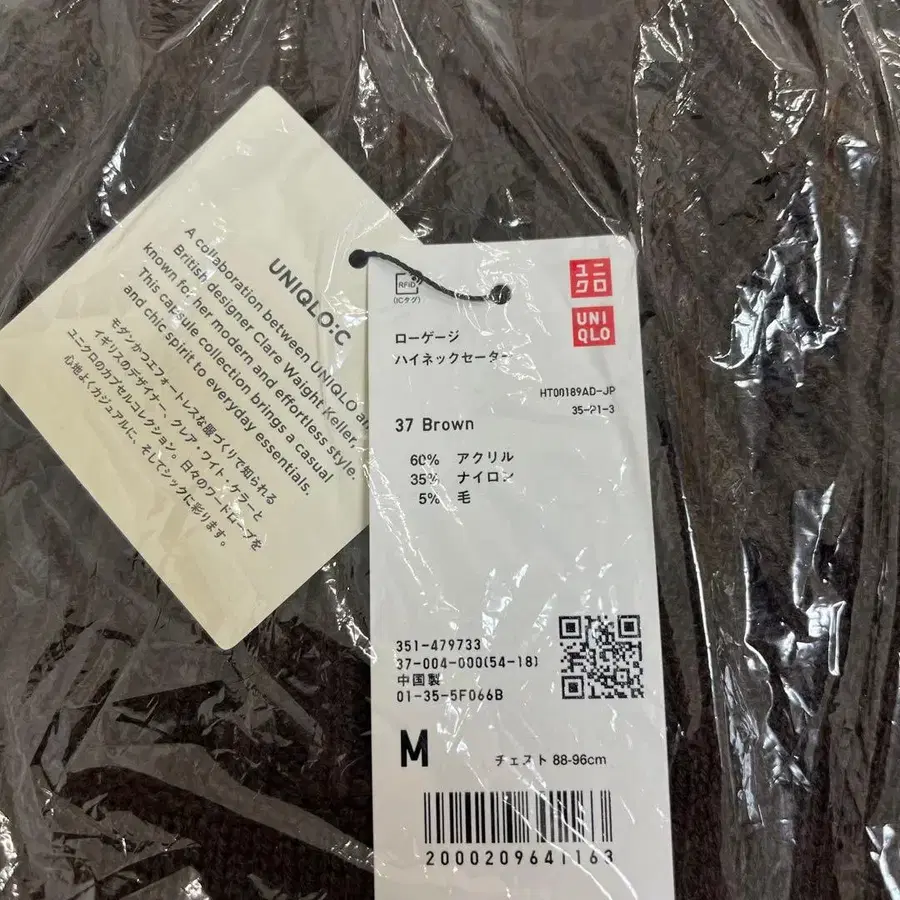 UNIQLO:C
A collaboration between UNIQLO and
British designer Clare Waight Keller,
known for her modern and effortless style.
This capsule collection brings a casual
and chic spirit to everyday essentials.
モダンかつエフォートレスな服づくりで知られる
イギリスのデザイナー、クレア・ワイト・ケラーと
ユニクロのカプセルコレクション。日々のワードローブを
心地よくカジュアルに、そしてシックに彩ります。
RFID
(ICタグ)
ユニ
クロ
UNI
QLO
ローゲージ
ハイネックセーター
HT00189AD-JP
35-21-3
37 Brown
60% アクリル
35% ナイロン
5% 毛
351-479733
37-004-000(54-18)
中国製
01-35-5F066B
M
チェスト 88-96cm
2000209641163